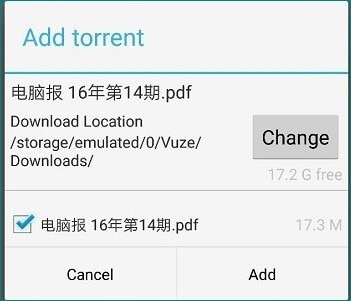 Add torrent
电脑报 16年第14期.pdf
Download Location
/storage/emulated/0/Vuze/
Downloads/
Change
17.2 G free
电脑报 16年第14期.pdf
17.3 M
Cancel
Add